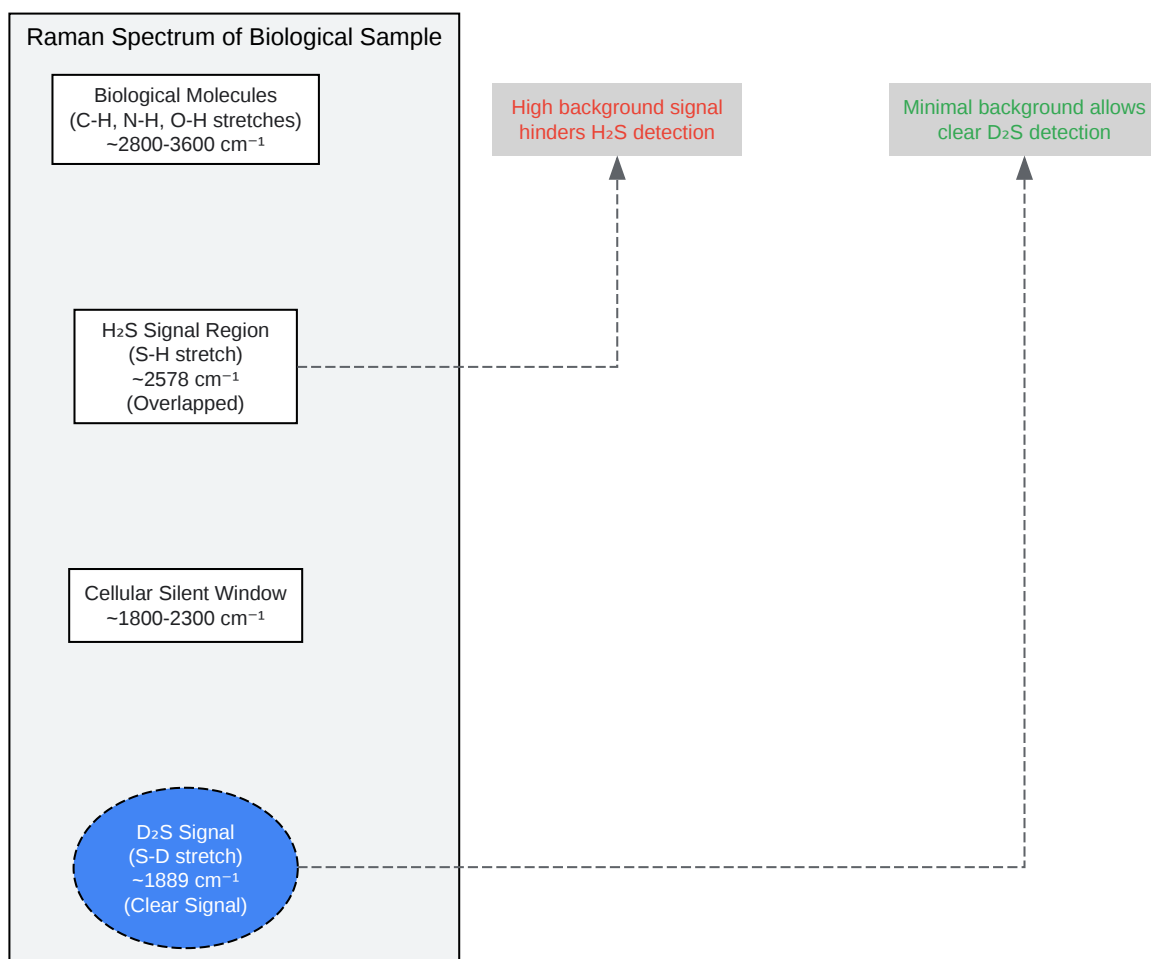 Raman Spectrum of Biological Sample
Biological Molecules
(C-H, N-H, O-H stretches)
~2800-3600 cm⁻¹
High background signal
hinders H₂S detection
Minimal background allows
clear D₂S detection
H₂S Signal Region
(S-H stretch)
~2578 cm⁻¹
(Overlapped)
Cellular Silent Window
~1800-2300 cm⁻¹
D₂S Signal
(S-D stretch)
~1889 cm⁻¹
(Clear Signal)